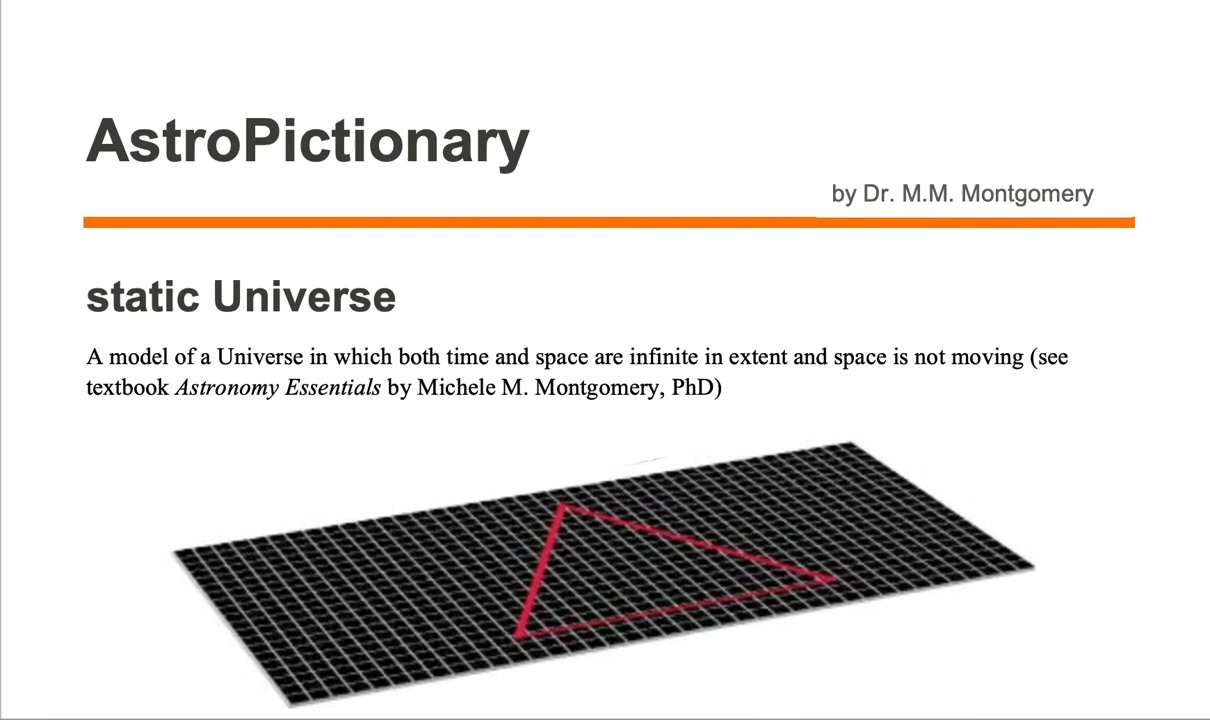 AstroPictionary
by Dr. M.M. Montgomery
static Universe
A model of a Universe in which both time and space are infinite in extent and space is not moving (see
textbook Astronomy Essentials by Michele M. Montgomery, PhD)